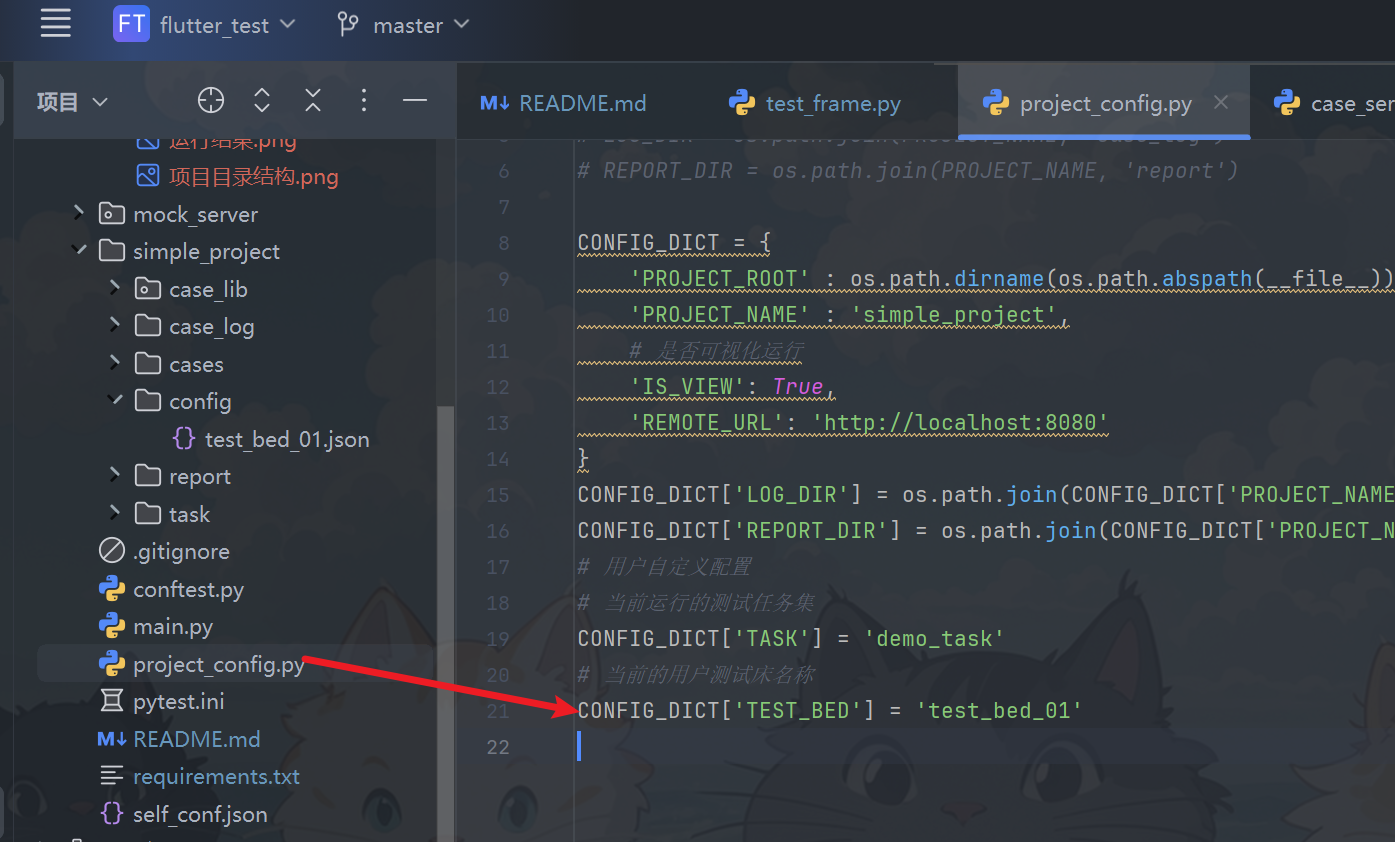 FT flutter_test master
项目
README.md test_frame.py project_config.py case_ser
运行结果.png
项目目录结构.png
mock_server
simple_project
case_lib
case_log
cases
config
test_bed_01.json
report
task
.gitignore
conftest.py
main.py
project_config.py
pytest.ini
README.md
requirements.txt
self_conf.json
6 # REPORT_DIR = os.path.join(PROJECT_NAME, 'report')
7
8 CONFIG_DICT = {
9 'PROJECT_ROOT' : os.path.dirname(os.path.abspath(__file__))
10 'PROJECT_NAME' : 'simple_project',
11 # 是否可视化运行
12 'IS_VIEW': True,
13 'REMOTE_URL': 'http://localhost:8080'
14 }
15 CONFIG_DICT['LOG_DIR'] = os.path.join(CONFIG_DICT['PROJECT_NAME
16 CONFIG_DICT['REPORT_DIR'] = os.path.join(CONFIG_DICT['PROJECT_N
17 # 用户自定义配置
18 # 当前运行的测试任务集
19 CONFIG_DICT['TASK'] = 'demo_task'
20 # 当前的用户测试床名称
21 CONFIG_DICT['TEST_BED'] = 'test_bed_01'
22